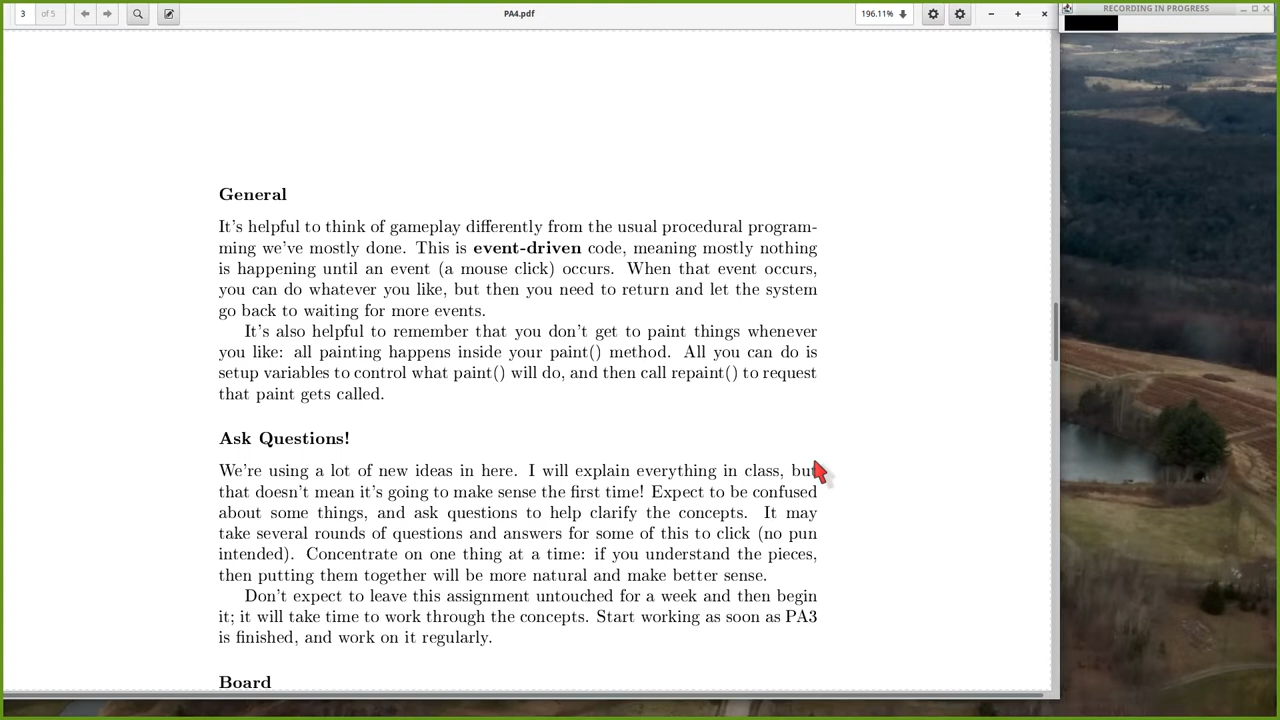 3 of 5 PA4.pdf 196.11% RECORDING IN PROGRESS
General
It's helpful to think of gameplay differently from the usual procedural program-
ming we've mostly done. This is event-driven code, meaning mostly nothing
is happening until an event (a mouse click) occurs. When that event occurs,
you can do whatever you like, but then you need to return and let the system
go back to waiting for more events.
It's also helpful to remember that you don't get to paint things whenever
you like: all painting happens inside your paint() method. All you can do is
setup variables to control what paint() will do, and then call repaint() to request
that paint gets called.
Ask Questions!
We're using a lot of new ideas in here. I will explain everything in class, but
that doesn't mean it's going to make sense the first time! Expect to be confused
about some things, and ask questions to help clarify the concepts. It may
take several rounds of questions and answers for some of this to click (no pun
intended). Concentrate on one thing at a time: if you understand the pieces,
then putting them together will be more natural and make better sense.
Don't expect to leave this assignment untouched for a week and then begin
it; it will take time to work through the concepts. Start working as soon as PA3
is finished, and work on it regularly.
Board